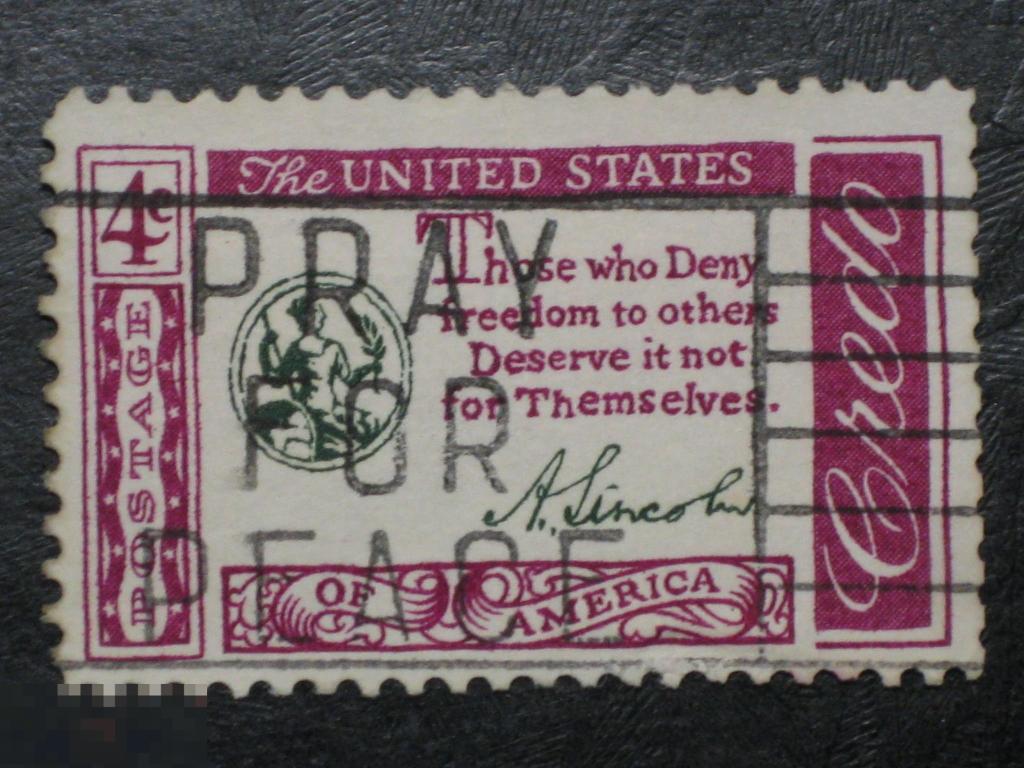 The UNITED STATES
4c
POSTAGE
Those who Deny
freedom to others
Deserve it not
for Themselves.
A. Lincoln
OF AMERICA
Credo
PRAY
FOR
PEACE